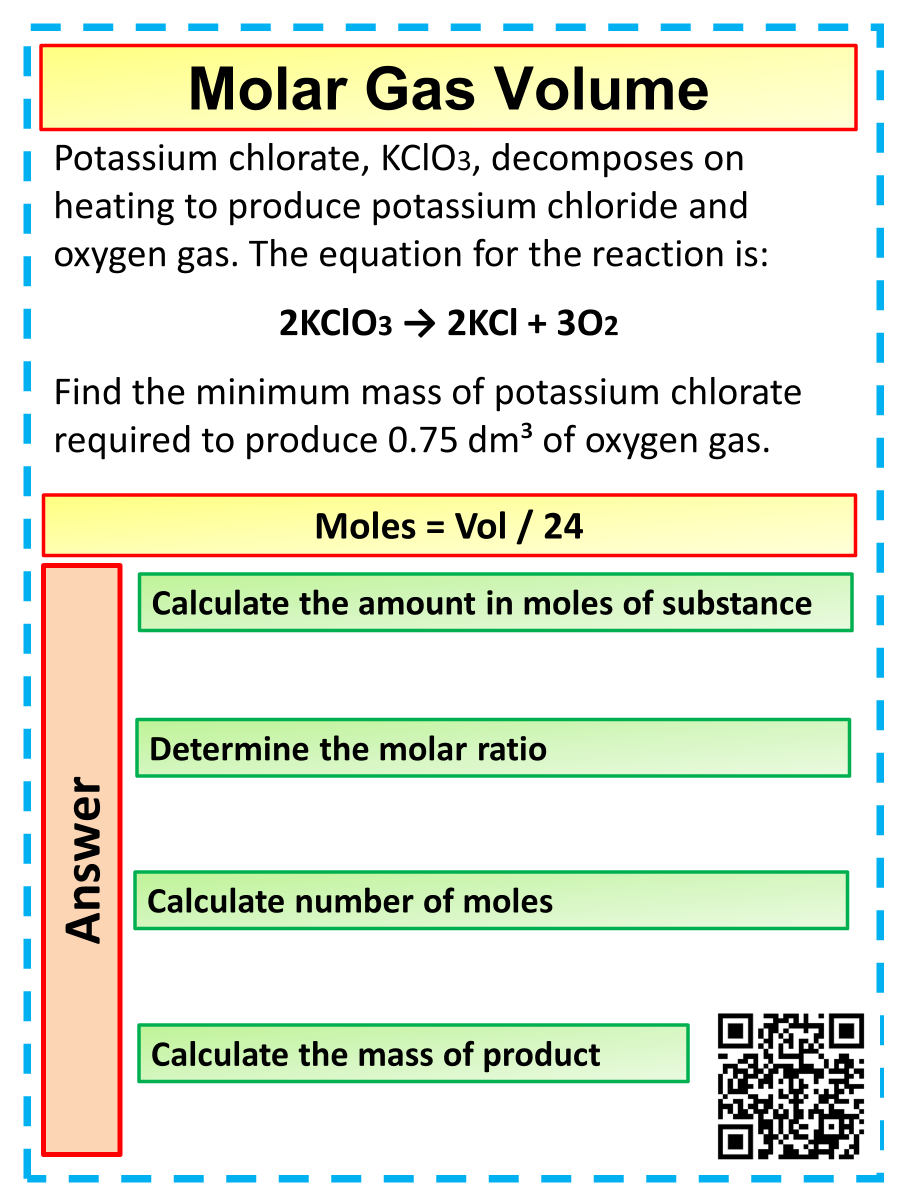 Molar Gas Volume
Potassium chlorate, KClO3, decomposes on
heating to produce potassium chloride and
oxygen gas. The equation for the reaction is:
2KClO3 → 2KCl + 3O2
Find the minimum mass of potassium chlorate
required to produce 0.75 dm³ of oxygen gas.
Moles = Vol / 24
Answer
Calculate the amount in moles of substance
Determine the molar ratio
Calculate number of moles
Calculate the mass of product